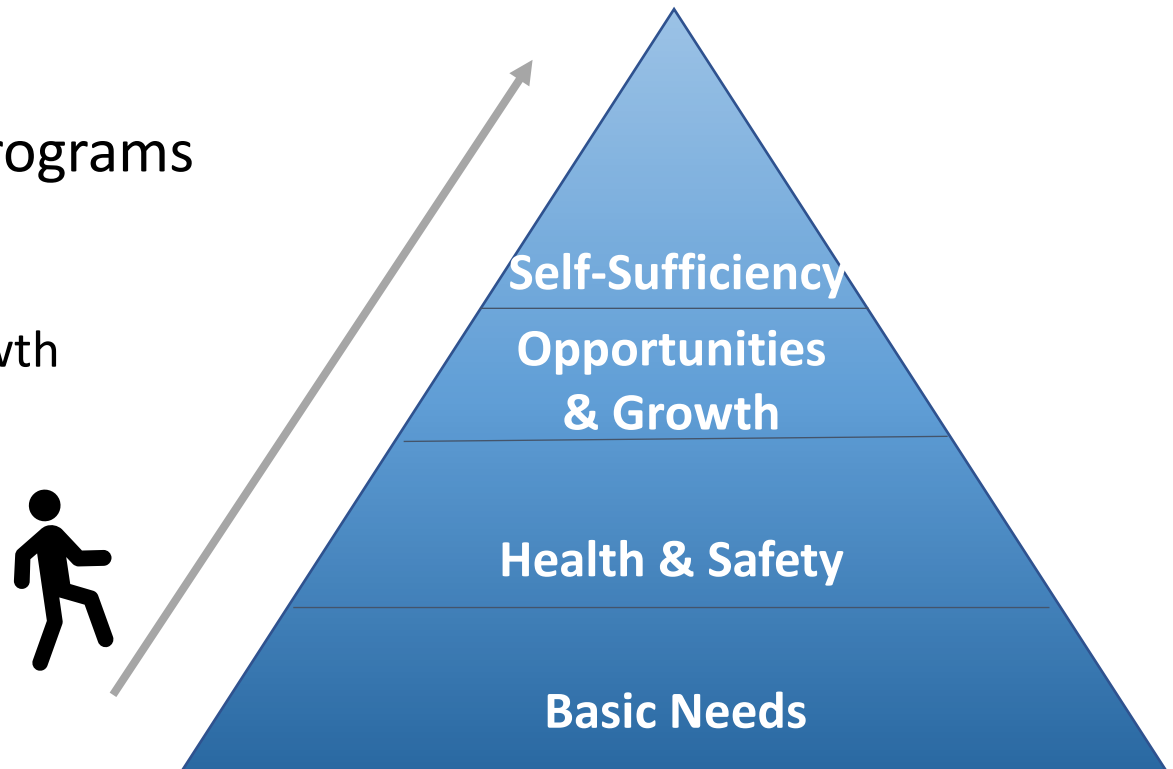 rograms
wth
Self-Sufficiency
Opportunities
& Growth
Health & Safety
Basic Needs